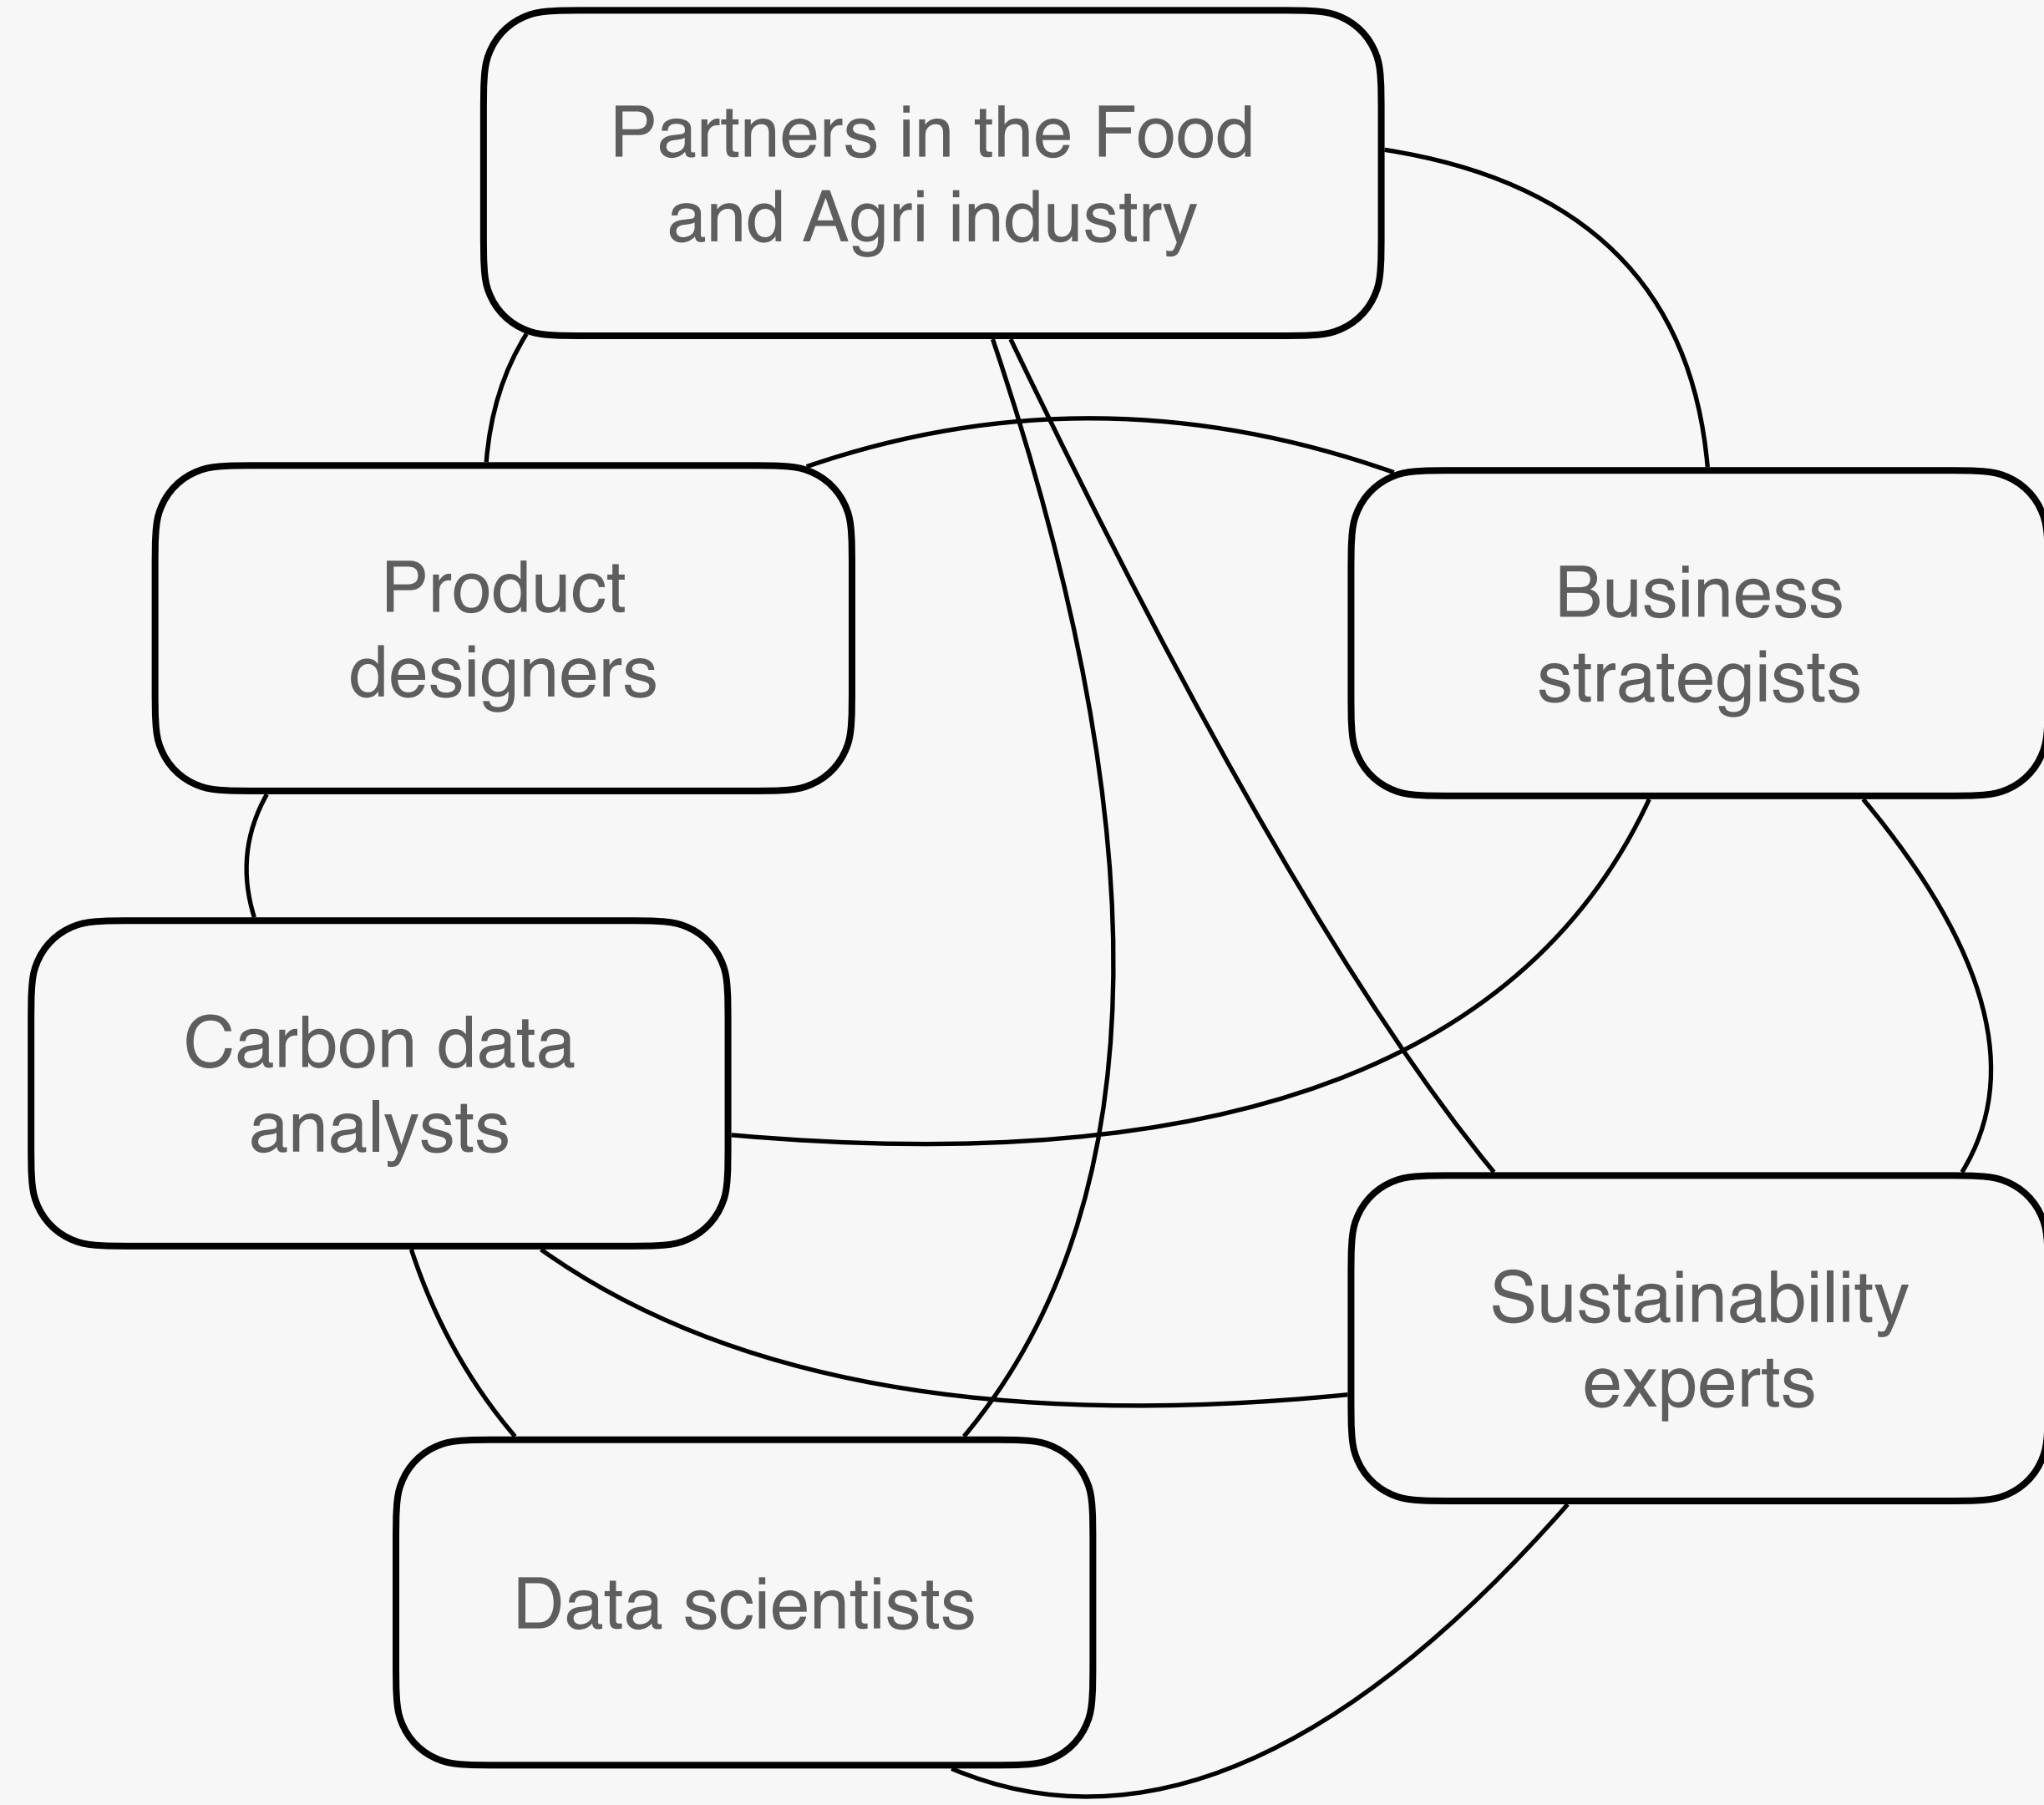 Partners in the Food
and Agri industry
Product
designers
Business
strategists
Carbon data
analysts
Sustainability
experts
Data scientists